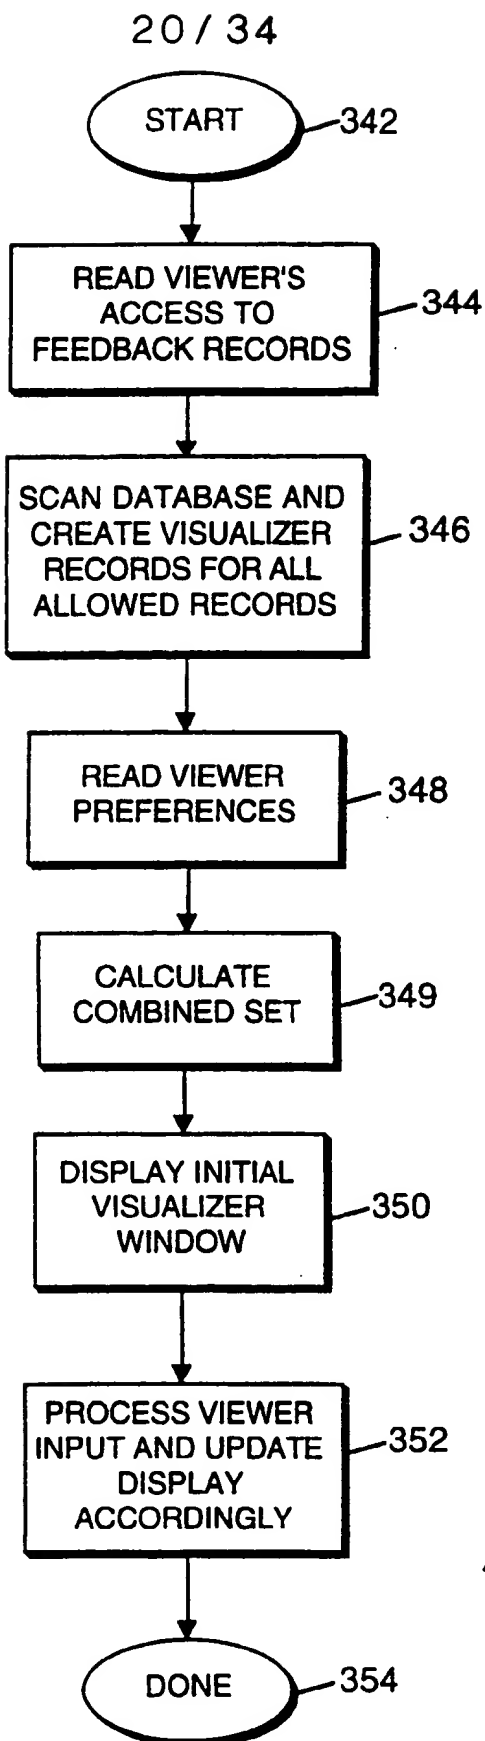 20/34
START
342
READ VIEWER'S
ACCESS TO
FEEDBACK RECORDS
344
SCAN DATABASE AND
CREATE VISUALIZER
RECORDS FOR ALL
ALLOWED RECORDS
346
READ VIEWER
PREFERENCES
348
CALCULATE
COMBINED SET
349
DISPLAY INITIAL
VISUALIZER
WINDOW
350
PROCESS VIEWER
INPUT AND UPDATE
DISPLAY
ACCORDINGLY
352
DONE
354